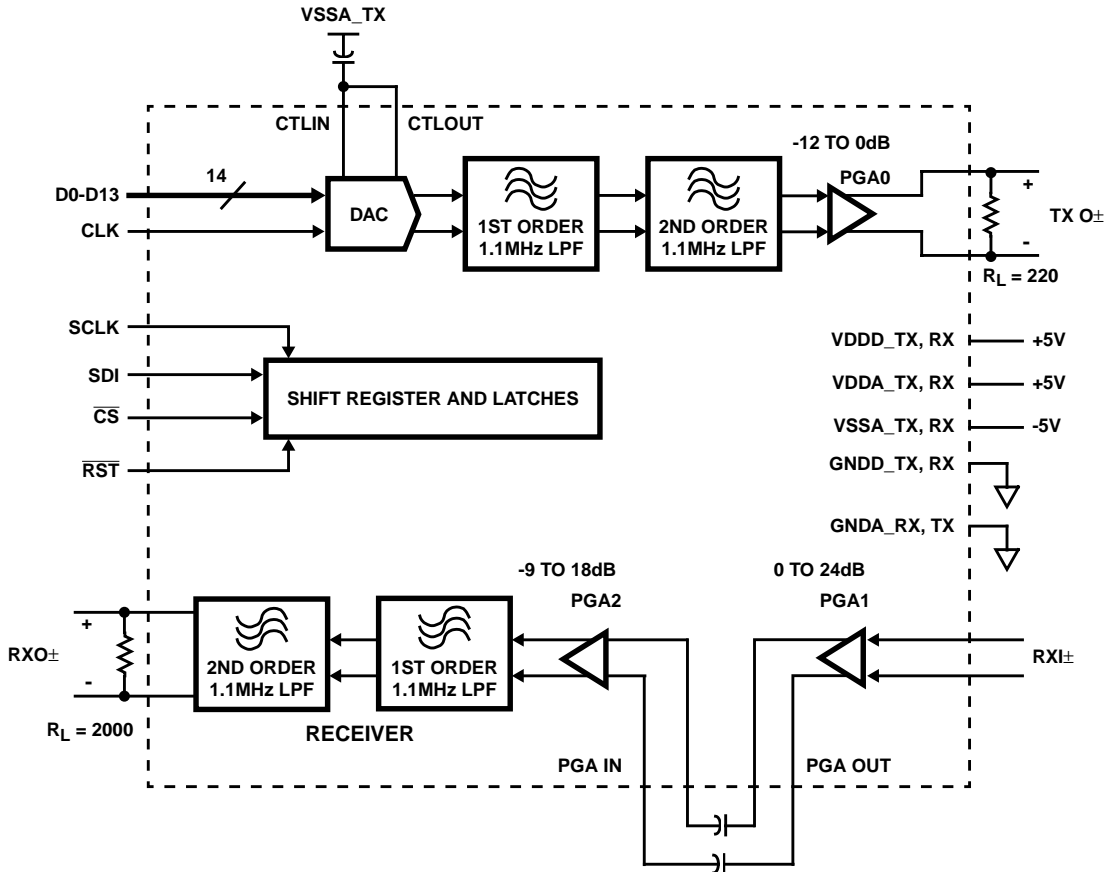 VSSA_TX
CTLIN
CTLOUT
-12 TO 0dB
PGA0
14
D0-D13
CLK
DAC
1ST ORDER
1.1MHz LPF
2ND ORDER
1.1MHz LPF
+
-
TX O±
RL = 220
SCLK
SDI
CS
RST
SHIFT REGISTER AND LATCHES
VDDD_TX, RX
+5V
VDDA_TX, RX
+5V
VSSA_TX, RX
-5V
GNDD_TX, RX
GNDA_RX, TX
-9 TO 18dB
PGA2
0 TO 24dB
PGA1
+
-
RXO±
RL = 2000
2ND ORDER
1.1MHz LPF
1ST ORDER
1.1MHz LPF
RXI±
RECEIVER
PGA IN
PGA OUT